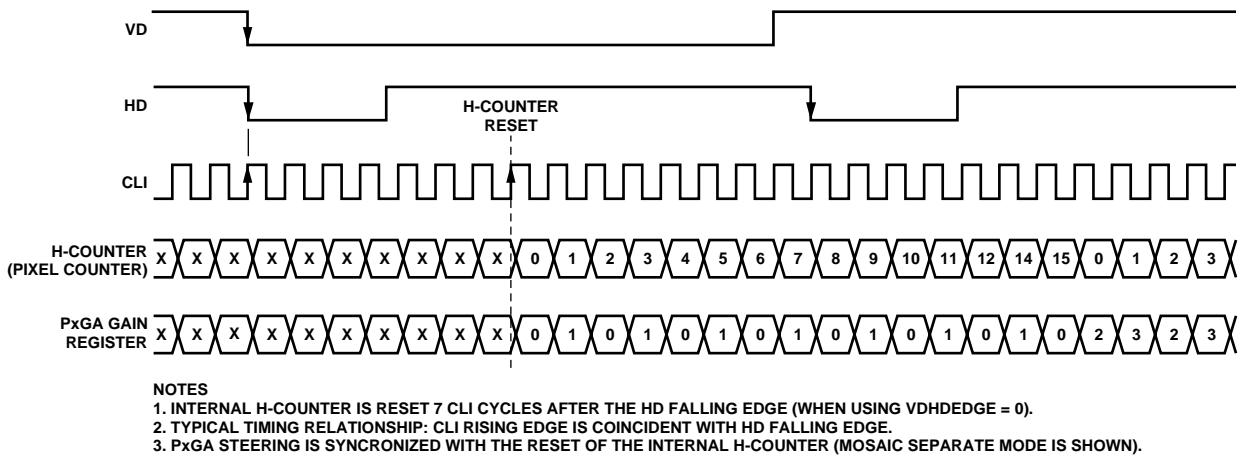 VD
HD
H-COUNTER
RESET
CLI
H-COUNTER
(PIXEL COUNTER)
X X X X X X X X X X 0 1 2 3 4 5 6 7 8 9 10 11 12 14 15 0 1 2 3
PxGA GAIN
REGISTER
X X X X X X X X X X 0 1 0 1 0 1 0 1 0 1 0 1 0 1 0 2 3 2 3
NOTES
1. INTERNAL H-COUNTER IS RESET 7 CLI CYCLES AFTER THE HD FALLING EDGE (WHEN USING VDHDEDGE = 0).
2. TYPICAL TIMING RELATIONSHIP: CLI RISING EDGE IS COINCIDENT WITH HD FALLING EDGE.
3. PxGA STEERING IS SYNCRONIZED WITH THE RESET OF THE INTERNAL H-COUNTER (MOSAIC SEPARATE MODE IS SHOWN).